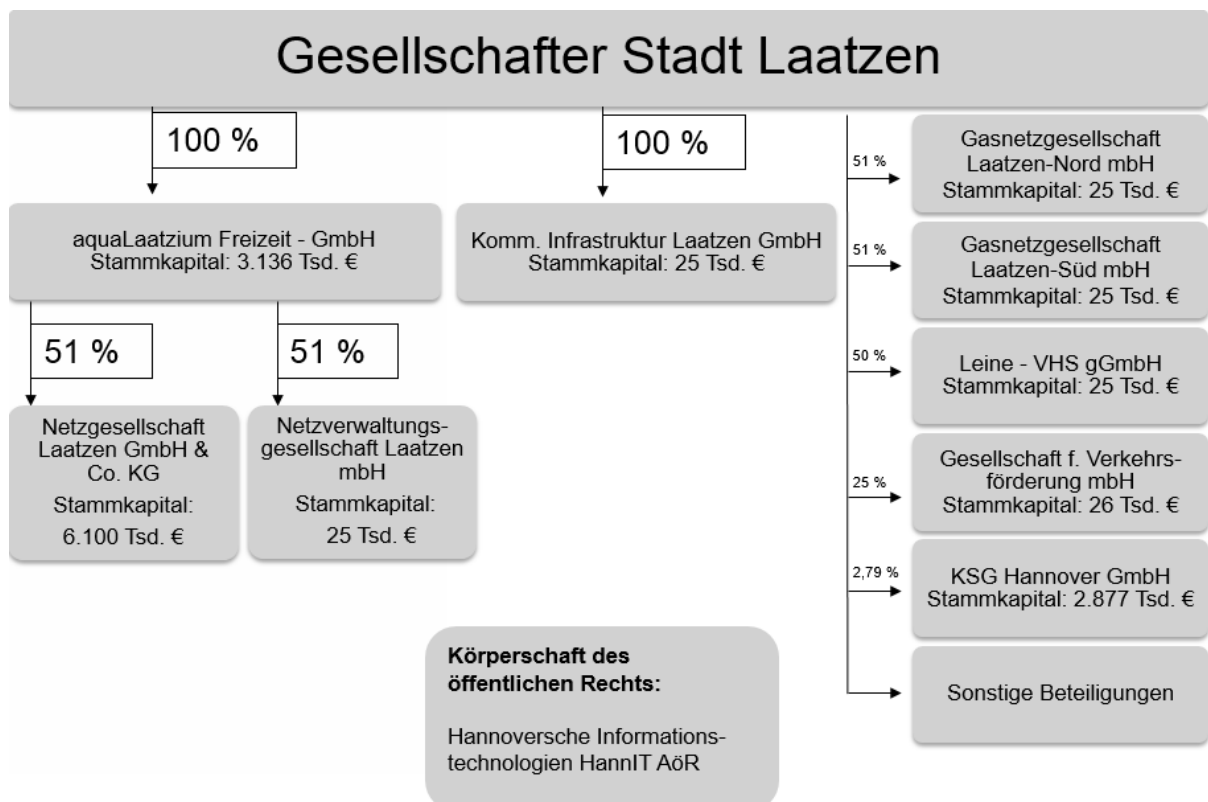 Gesellschafter Stadt Laatzen
100 %
100 %
aquaLaatzium Freizeit - GmbH
Stammkapital: 3.136 Tsd. €
Komm. Infrastruktur Laatzen GmbH
Stammkapital: 25 Tsd. €
51 %
51 %
Netzgesellschaft
Laatzen GmbH &
Co. KG
Stammkapital:
6.100 Tsd. €
Netzverwaltungs-
gesellschaft Laatzen
mbH
Stammkapital:
25 Tsd. €
51 %
Gasnetzgesellschaft
Laatzen-Nord mbH
Stammkapital: 25 Tsd. €
51 %
Gasnetzgesellschaft
Laatzen-Süd mbH
Stammkapital: 25 Tsd. €
50 %
Leine - VHS gGmbH
Stammkapital: 25 Tsd. €
25 %
Gesellschaft f. Verkehrs-
förderung mbH
Stammkapital: 26 Tsd. €
2,79 %
KSG Hannover GmbH
Stammkapital: 2.877 Tsd. €
Sonstige Beteiligungen
Körperschaft des
öffentlichen Rechts:
Hannoversche Informations-
technologien HannIT AöR